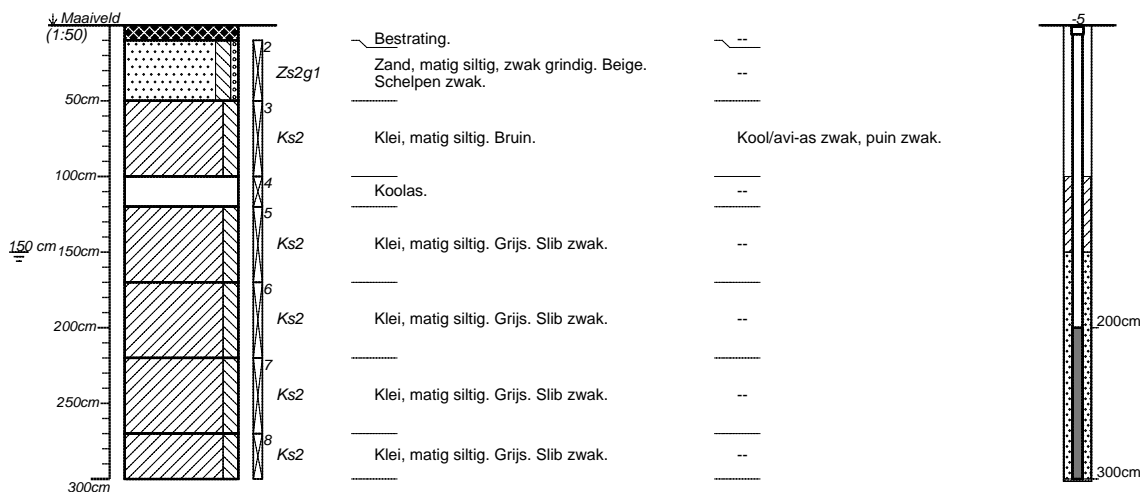 Maaiveld
-5
(1:50)
Bestrating.
--
2
Zs2g1
Zand, matig siltig, zwak grindig. Beige.
Schelpen zwak.
--
50cm
3
Ks2
Klei, matig siltig. Bruin.
Kool/avi-as zwak, puin zwak.
100cm
4
Koolas.
--
5
150 cm
150cm
Ks2
Klei, matig siltig. Grijs. Slib zwak.
--
6
Ks2
Klei, matig siltig. Grijs. Slib zwak.
--
200cm
200cm
7
Ks2
Klei, matig siltig. Grijs. Slib zwak.
--
250cm
8
Ks2
Klei, matig siltig. Grijs. Slib zwak.
--
300cm
300cm